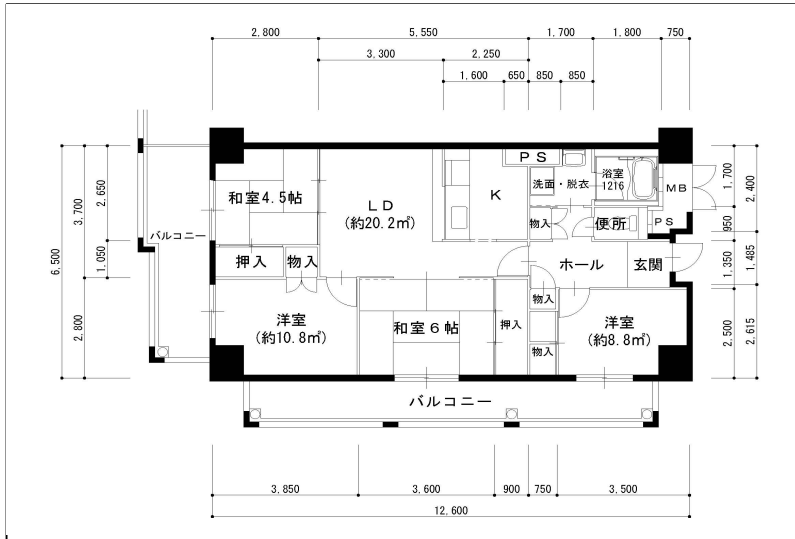 2,800
5,550
1,700
1,800
750
3,300
2,250
1,600
650
850
850
6,500
3,700
2,650
1,050
2,800
1,700
2,400
950
1,350
1,485
2,500
2,615
和室4.5帖
LD
(約20.2㎡)
K
PS
洗面・脱衣
浴室
1216
MB
PS
物入
便所
バルコニー
押入
物入
ホール
玄関
洋室
(約10.8㎡)
和室6帖
押入
物入
物入
洋室
(約8.8㎡)
バルコニー
3,850
3,600
900
750
3,500
12,600